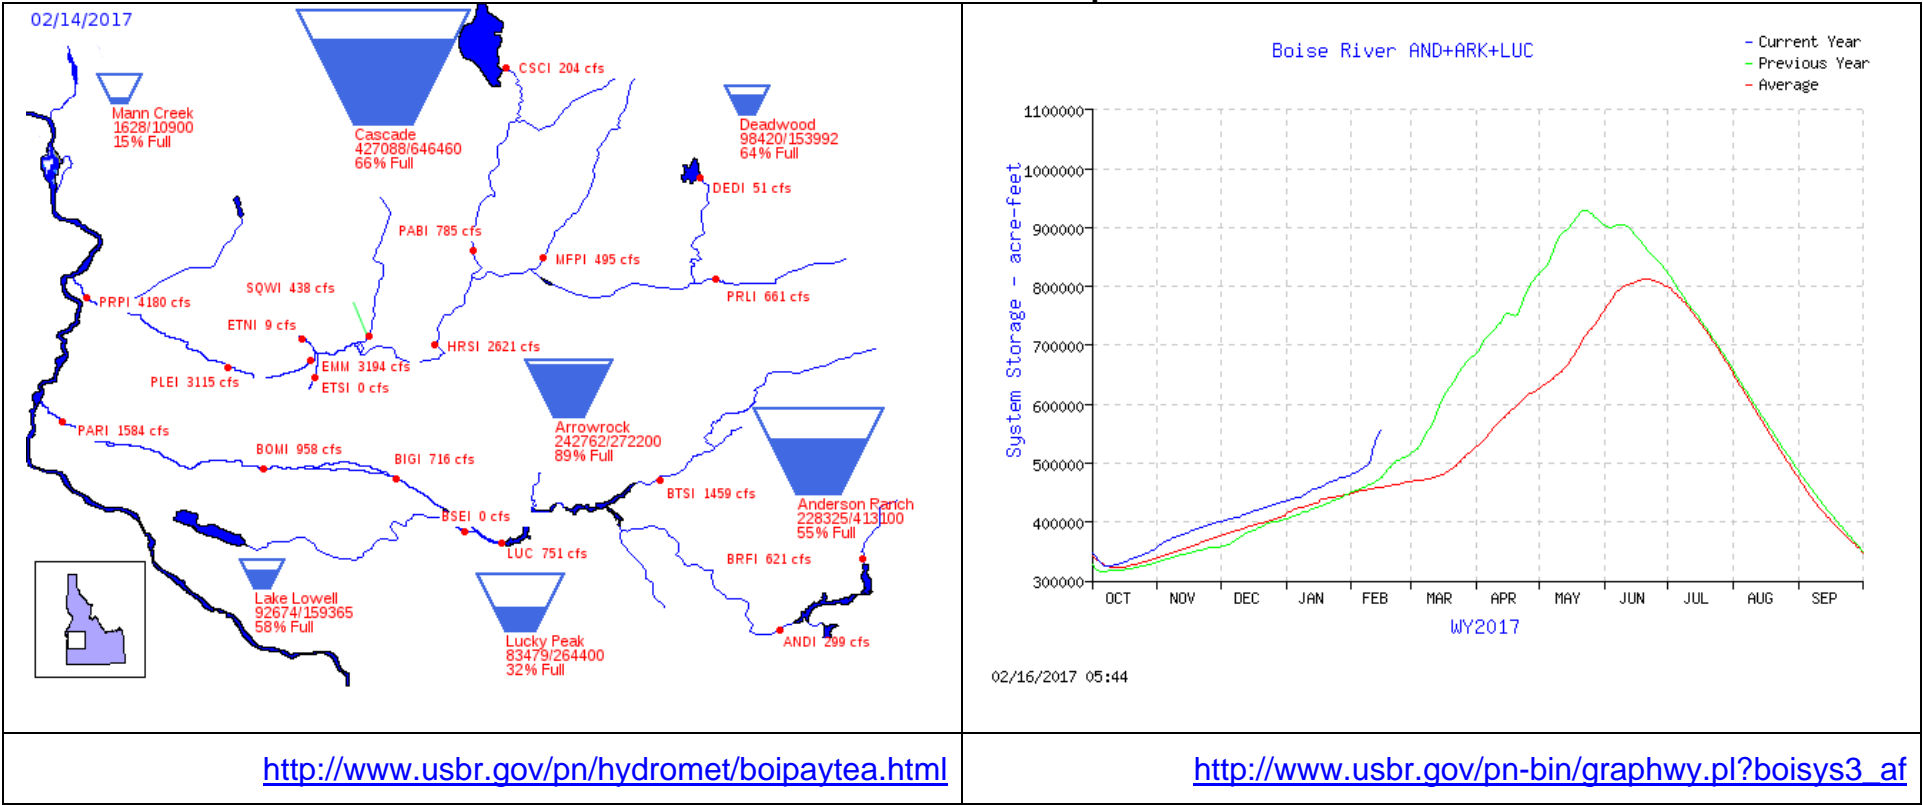 02/14/2017
Mann Creek
1628/10900
15% Full
Cascade
427088/646460
66% Full
CSCI 204 cfs
Deadwood
98420/153992
64% Full
DEDI 51 cfs
PABI 785 cfs
MFPI 495 cfs
PRLI 661 cfs
SQWI 438 cfs
PRPI 4180 cfs
ETNI 9 cfs
HRSI 2621 cfs
EMM 3194 cfs
PLEI 3115 cfs
ETSI 0 cfs
Arrowrock
242762/272200
89% Full
PARI 1584 cfs
BOMI 958 cfs
BIGI 716 cfs
BTSI 1459 cfs
Anderson Ranch
228325/413100
55% Full
BSEI 0 cfs
LUC 751 cfs
BRFI 621 cfs
Lake Lowell
92674/159365
58% Full
Lucky Peak
83479/264400
32% Full
ANDI 299 cfs
http://www.usbr.gov/pn/hydromet/boipaytea.html
Boise River AND+ARK+LUC
Current Year
Previous Year
Average
System Storage - acre-feet
1100000
1000000
900000
800000
700000
600000
500000
400000
300000
OCT NOV DEC JAN FEB MAR APR MAY JUN JUL AUG SEP
WY2017
02/16/2017 05:44
http://www.usbr.gov/pn-bin/graphwy.pl?boisys3_af